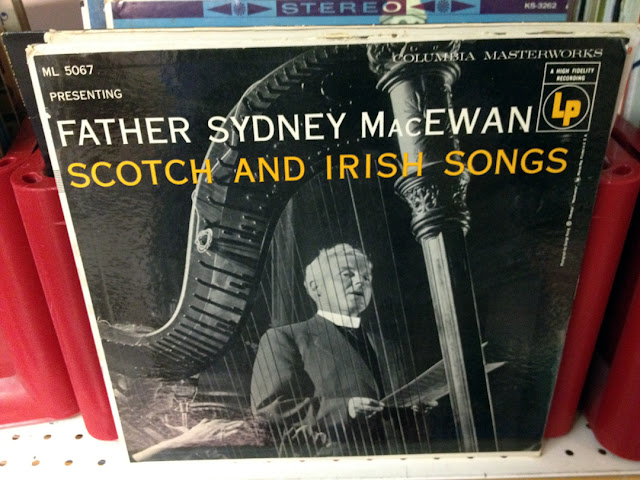 STEREO
KS-3262
COLUMBIA MASTERWORKS
ML 5067
PRESENTING
A HIGH FIDELITY
RECORDING
Lp
FATHER SYDNEY MACEWAN
SCOTCH AND IRISH SONGS